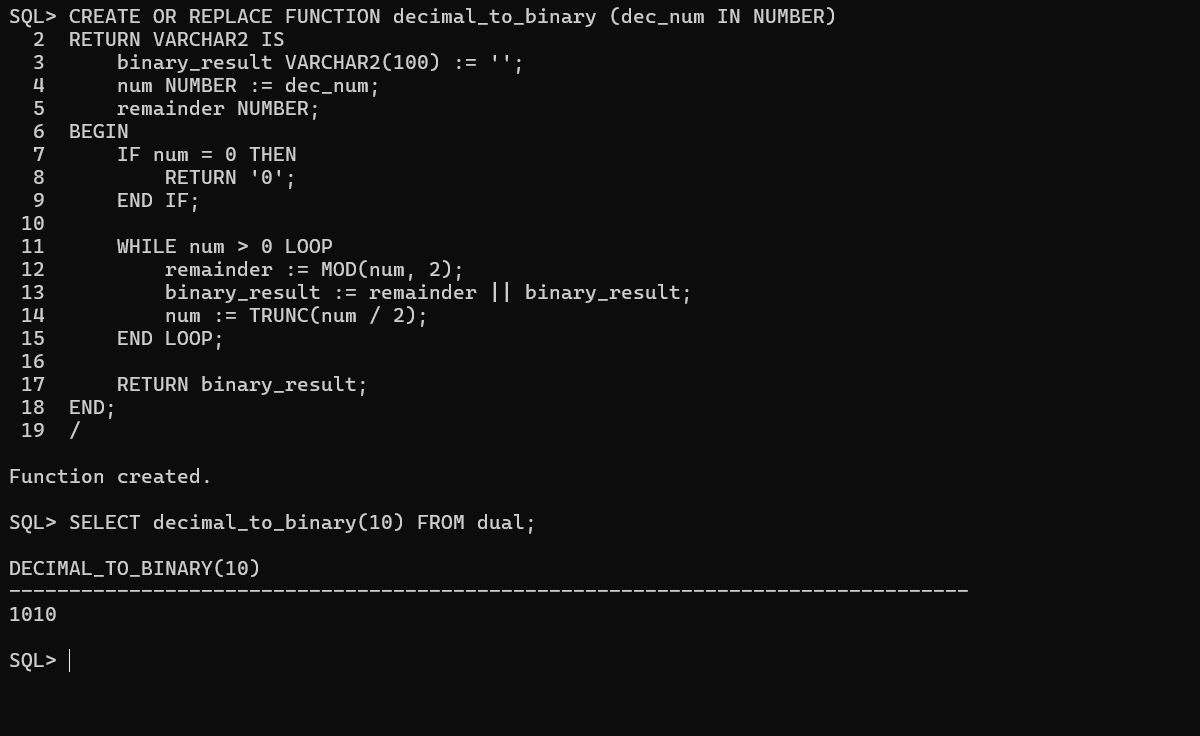 SQL> CREATE OR REPLACE FUNCTION decimal_to_binary (dec_num IN NUMBER)
  2  RETURN VARCHAR2 IS
  3      binary_result VARCHAR2(100) := '';
  4      num NUMBER := dec_num;
  5      remainder NUMBER;
  6  BEGIN
  7      IF num = 0 THEN
  8          RETURN '0';
  9      END IF;
 10
 11      WHILE num > 0 LOOP
 12          remainder := MOD(num, 2);
 13          binary_result := remainder || binary_result;
 14          num := TRUNC(num / 2);
 15      END LOOP;
 16
 17      RETURN binary_result;
 18  END;
 19  /
Function created.
SQL> SELECT decimal_to_binary(10) FROM dual;
DECIMAL_TO_BINARY(10)
--------------------------------------------------------------------------------
1010
SQL>